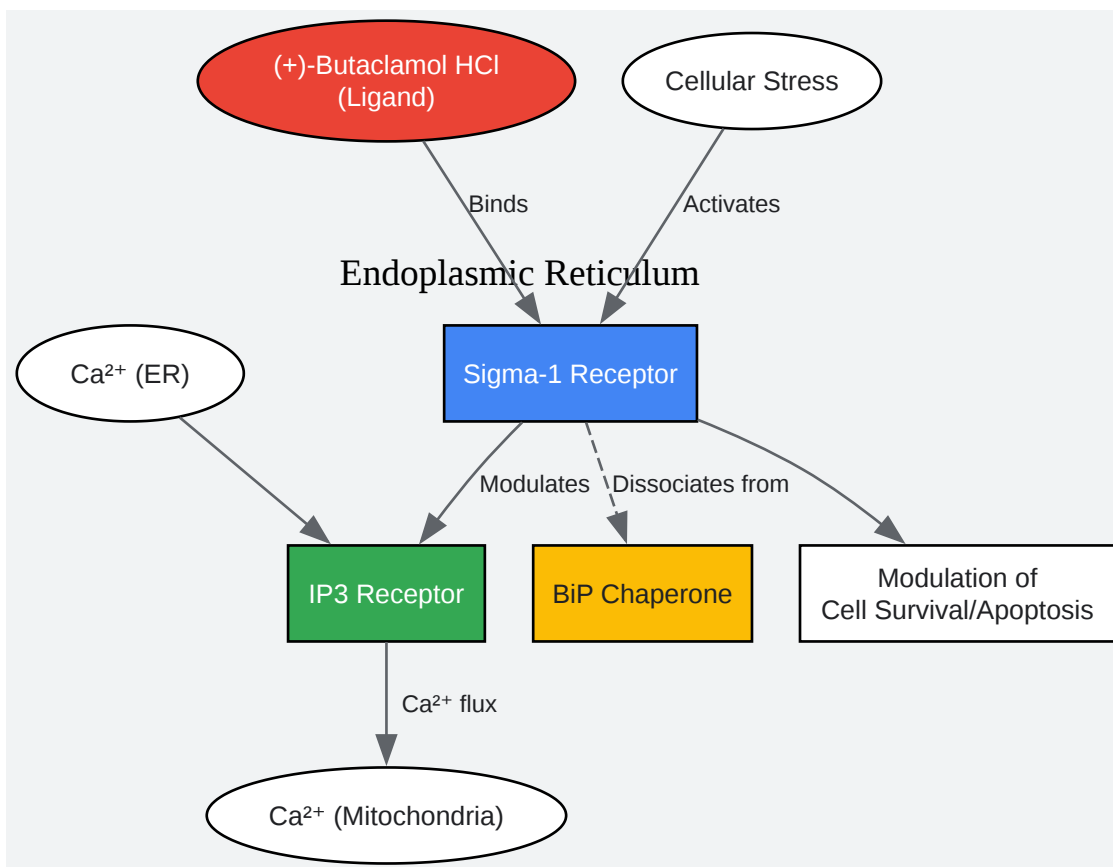 (+)-Butaclamol HCl
(Ligand)
Cellular Stress
Binds
Activates
Endoplasmic Reticulum
Ca²⁺ (ER)
Sigma-1 Receptor
Modulates
Dissociates from
IP3 Receptor
BiP Chaperone
Modulation of
Cell Survival/Apoptosis
Ca²⁺ flux
Ca²⁺ (Mitochondria)